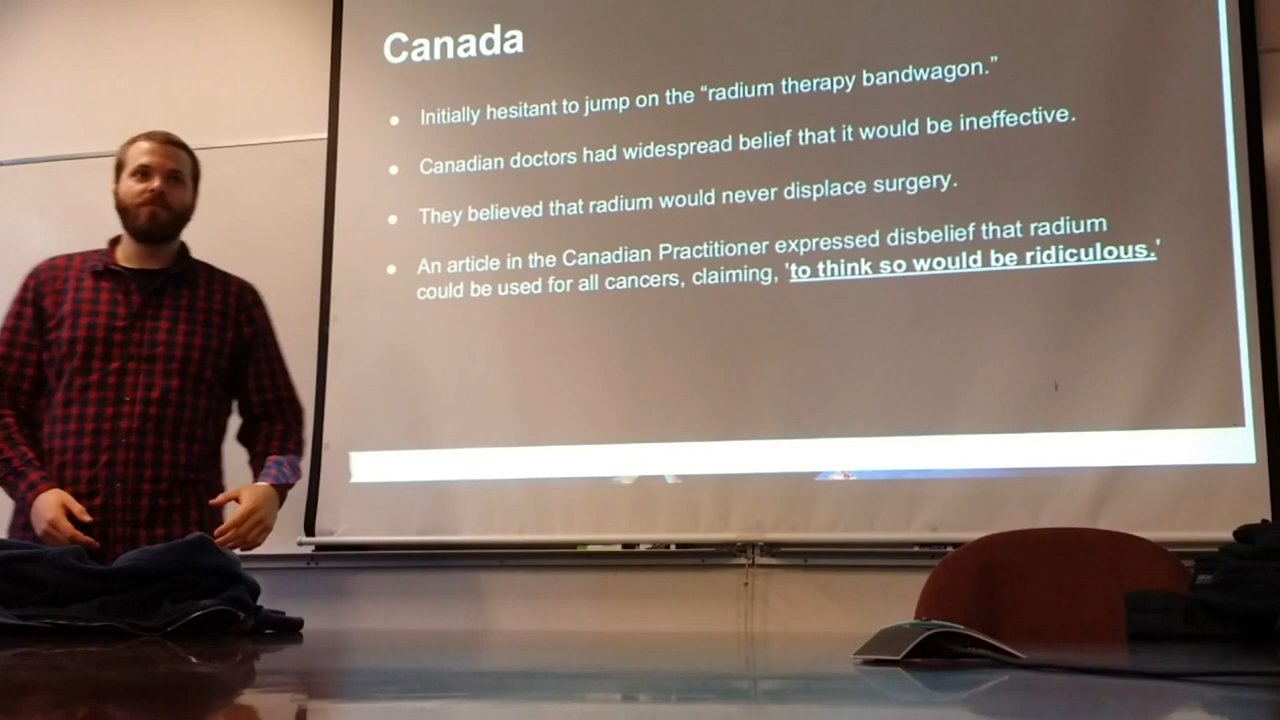 Canada
● Initially hesitant to jump on the “radium therapy bandwagon.”
● Canadian doctors had widespread belief that it would be ineffective.
● They believed that radium would never displace surgery.
● An article in the Canadian Practitioner expressed disbelief that radium
could be used for all cancers, claiming, 'to think so would be ridiculous.'